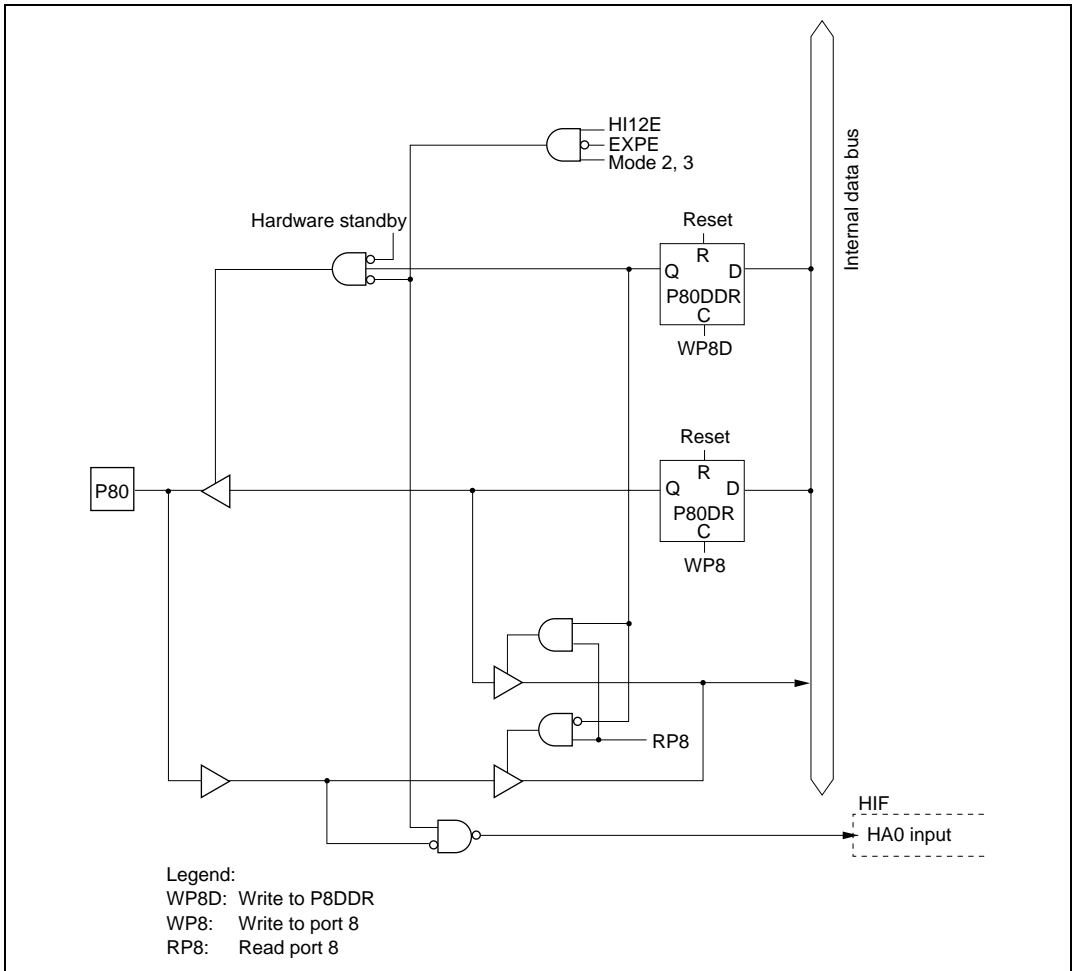 HI12E
EXPE
Mode 2, 3
Internal data bus
Hardware standby
Reset
R
Q D
P80DDR
C
WP8D
Reset
R
P80
Q D
P80DR
C
WP8
RP8
HIF
HA0 input
Legend:
WP8D: Write to P8DDR
WP8: Write to port 8
RP8: Read port 8